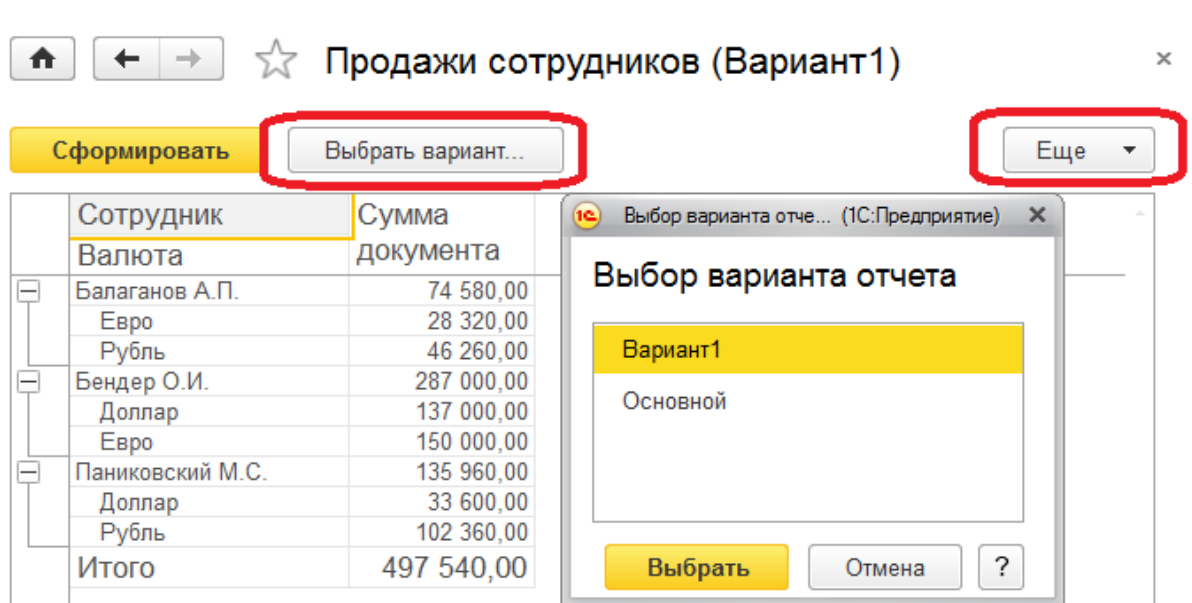 Продажи сотрудников (Вариант1)
Сформировать
Выбрать вариант...
Еще
Сотрудник
Сумма документа
Валюта
Балаганов А.П. 74 580,00
Евро 28 320,00
Рубль 46 260,00
Бендер О.И. 287 000,00
Доллар 137 000,00
Евро 150 000,00
Паниковский М.С. 135 960,00
Доллар 33 600,00
Рубль 102 360,00
Итого 497 540,00
1С Выбор варианта отче... (1С:Предприятие)
Выбор варианта отчета
Вариант1
Основной
Выбрать
Отмена
?